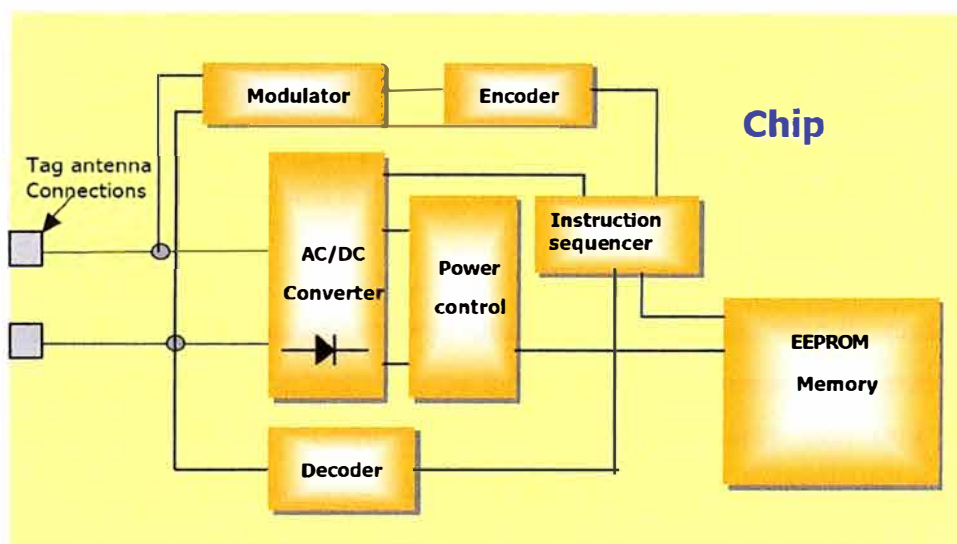 Modulator
Encoder
Chip
Tag antenna
Connections
Instruction
sequencer
AC/DC
Converter
Power
control
EEPROM
Memory
Decoder